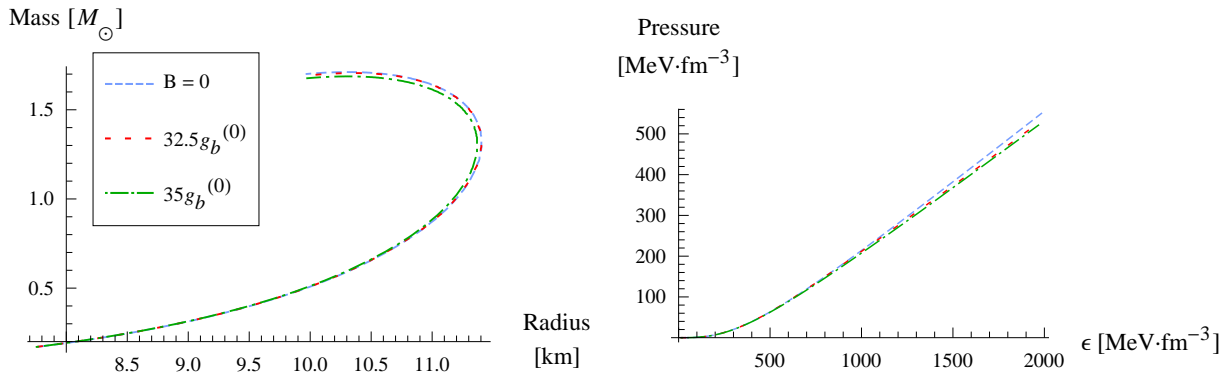 Mass [M⊙]
B = 0
32.5g_b^(0)
35g_b^(0)
1.5
1.0
0.5
8.5 9.0 9.5 10.0 10.5 11.0
Radius
[km]
Pressure
[MeV·fm⁻³]
500
400
300
200
100
500 1000 1500 2000
ϵ [MeV·fm⁻³]